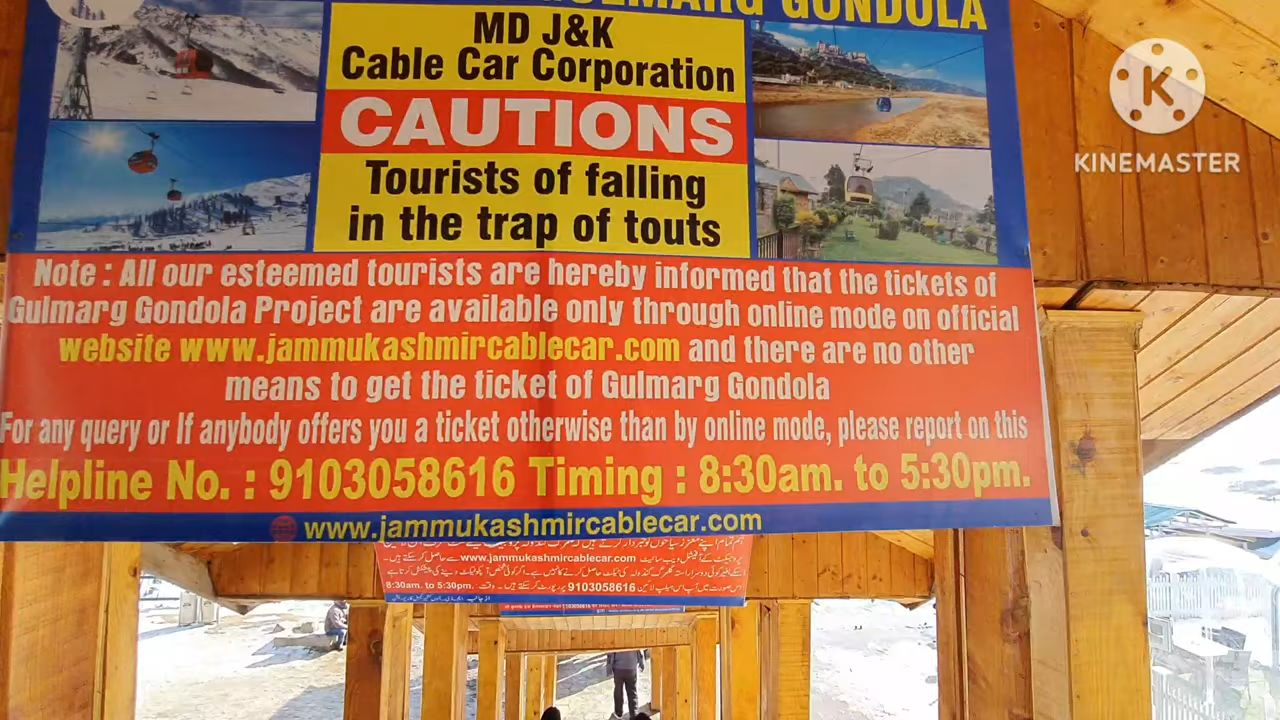 GONDOLA
MD J&K
Cable Car Corporation
CAUTIONS
Tourists of falling
in the trap of touts
Note : All our esteemed tourists are hereby informed that the tickets of
Gulmarg Gondola Project are available only through online mode on official
website www.jammukashmircablecar.com and there are no other
means to get the ticket of Gulmarg Gondola
For any query or If anybody offers you a ticket otherwise than by online mode, please report on this
Helpline No. : 9103058616 Timing : 8:30am. to 5:30pm.
www.jammukashmircablecar.com
K
KINEMASTER
www.jammukashmircablecar.com
8:30am. to 5:30pm. 9103058616